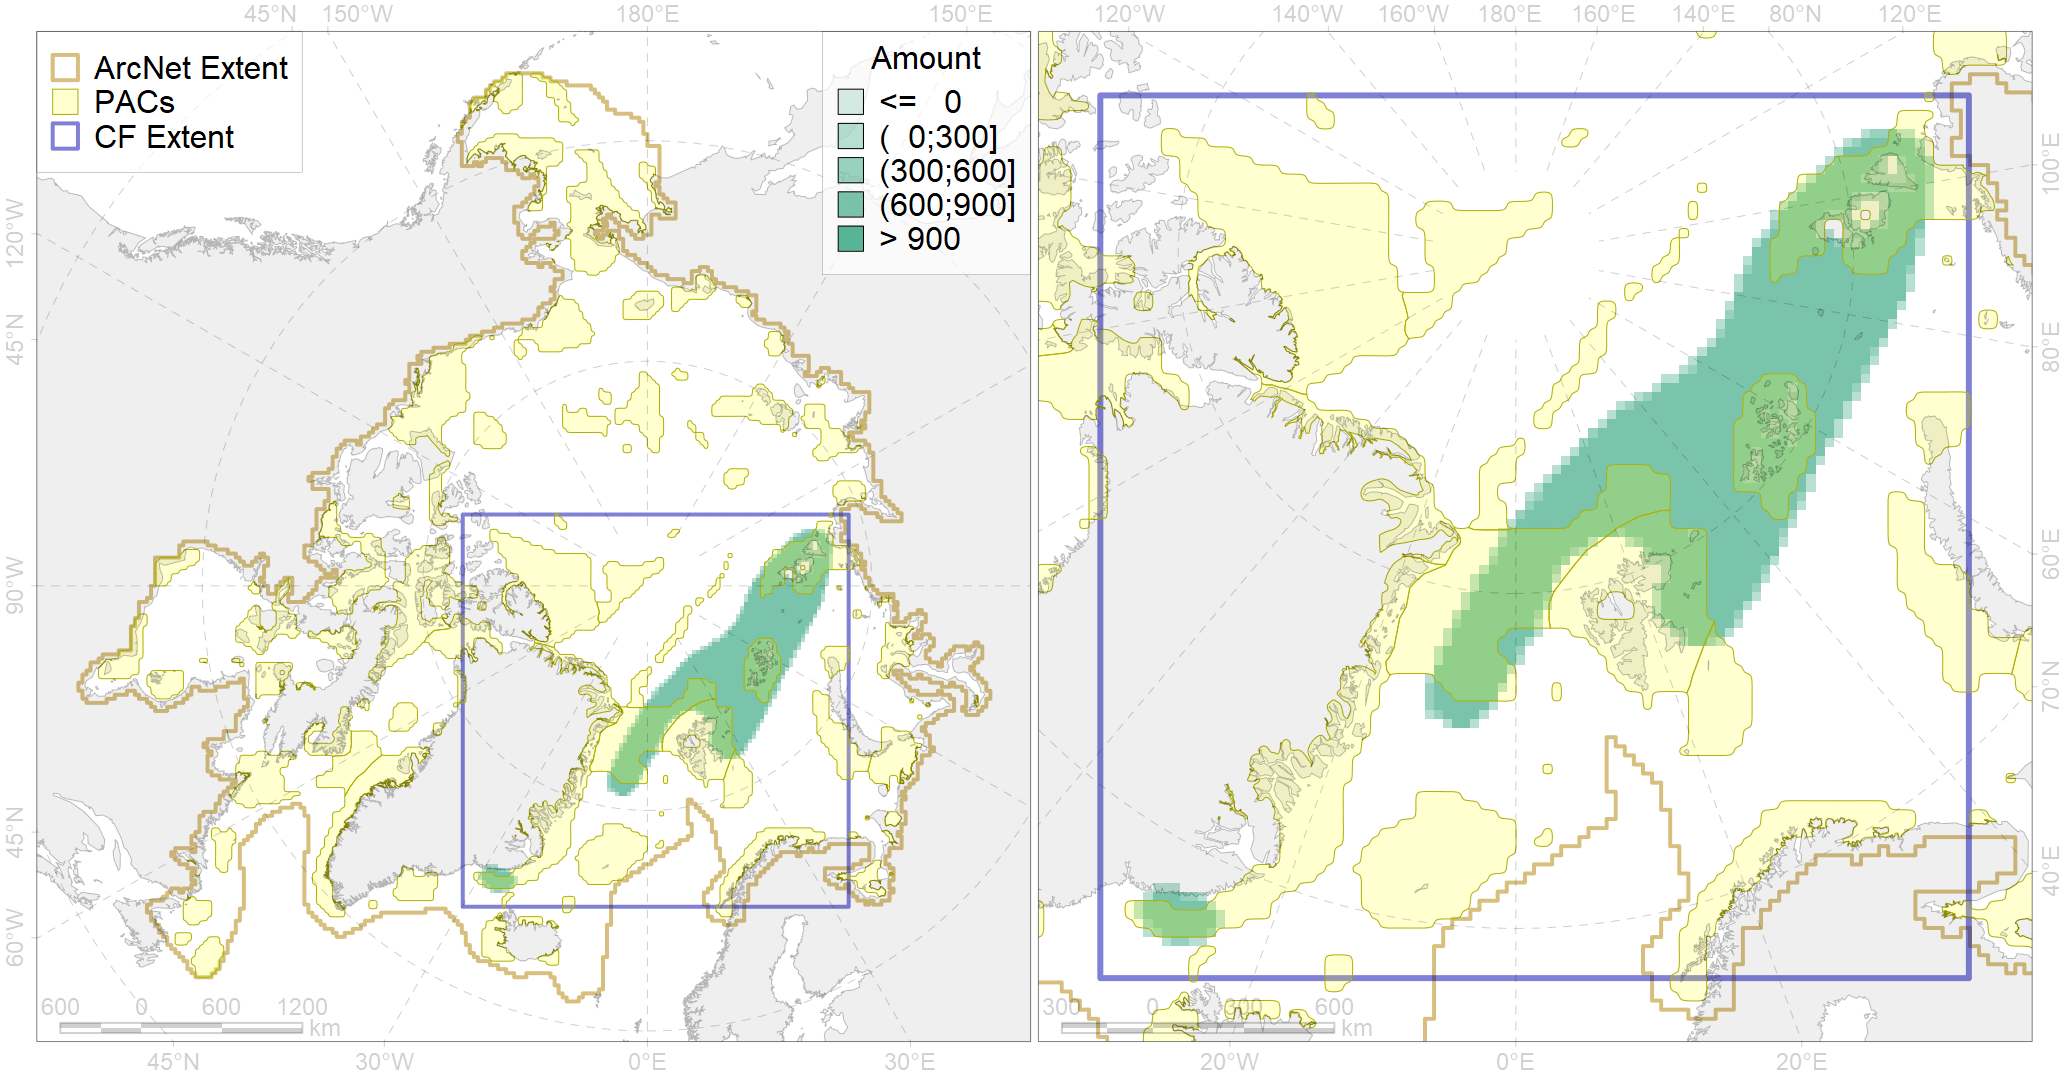 45°N 150°W 180°E 150°E
120°W 140°W 160°W 180°E 160°E 140°E 80°N 120°E
ArcNet Extent
PACs
CF Extent
Amount
<= 0
( 0;300]
(300;600]
(600;900]
> 900
120°W
45°N
90°W
45°N
60°W
100°E
80°E
60°E
70°N
40°E
600 0 600 1200
km
300 0 300 600
km
45°N 30°W 0°E 30°E
20°W 0°E 20°E